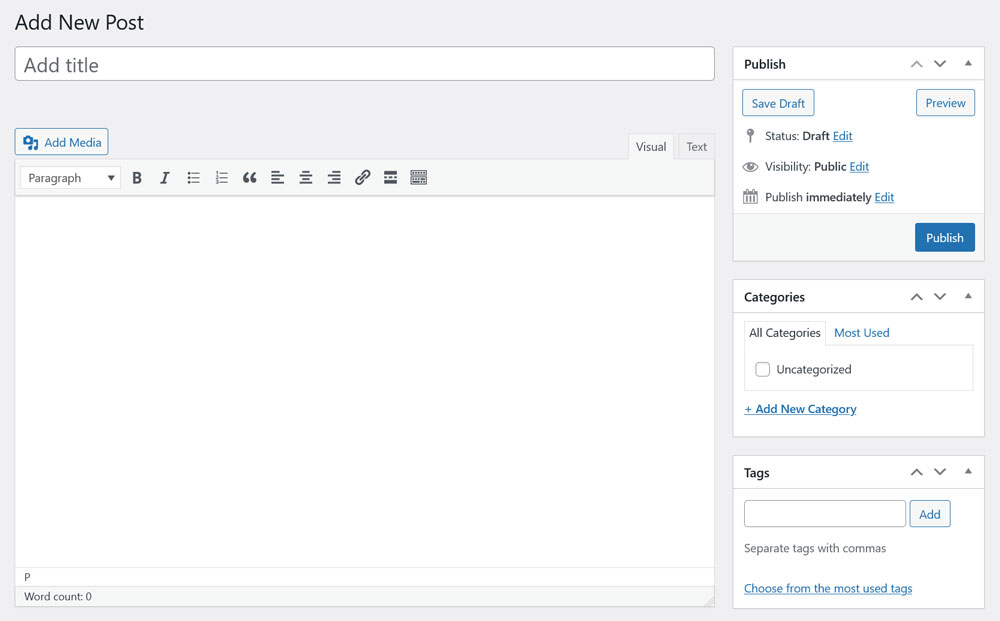 Add New Post
Add title
Add Media
Visual
Text
Paragraph
P
Word count: 0
Publish
Save Draft
Preview
Status: Draft Edit
Visibility: Public Edit
Publish immediately Edit
Publish
Categories
All Categories
Most Used
Uncategorized
+ Add New Category
Tags
Add
Separate tags with commas
Choose from the most used tags